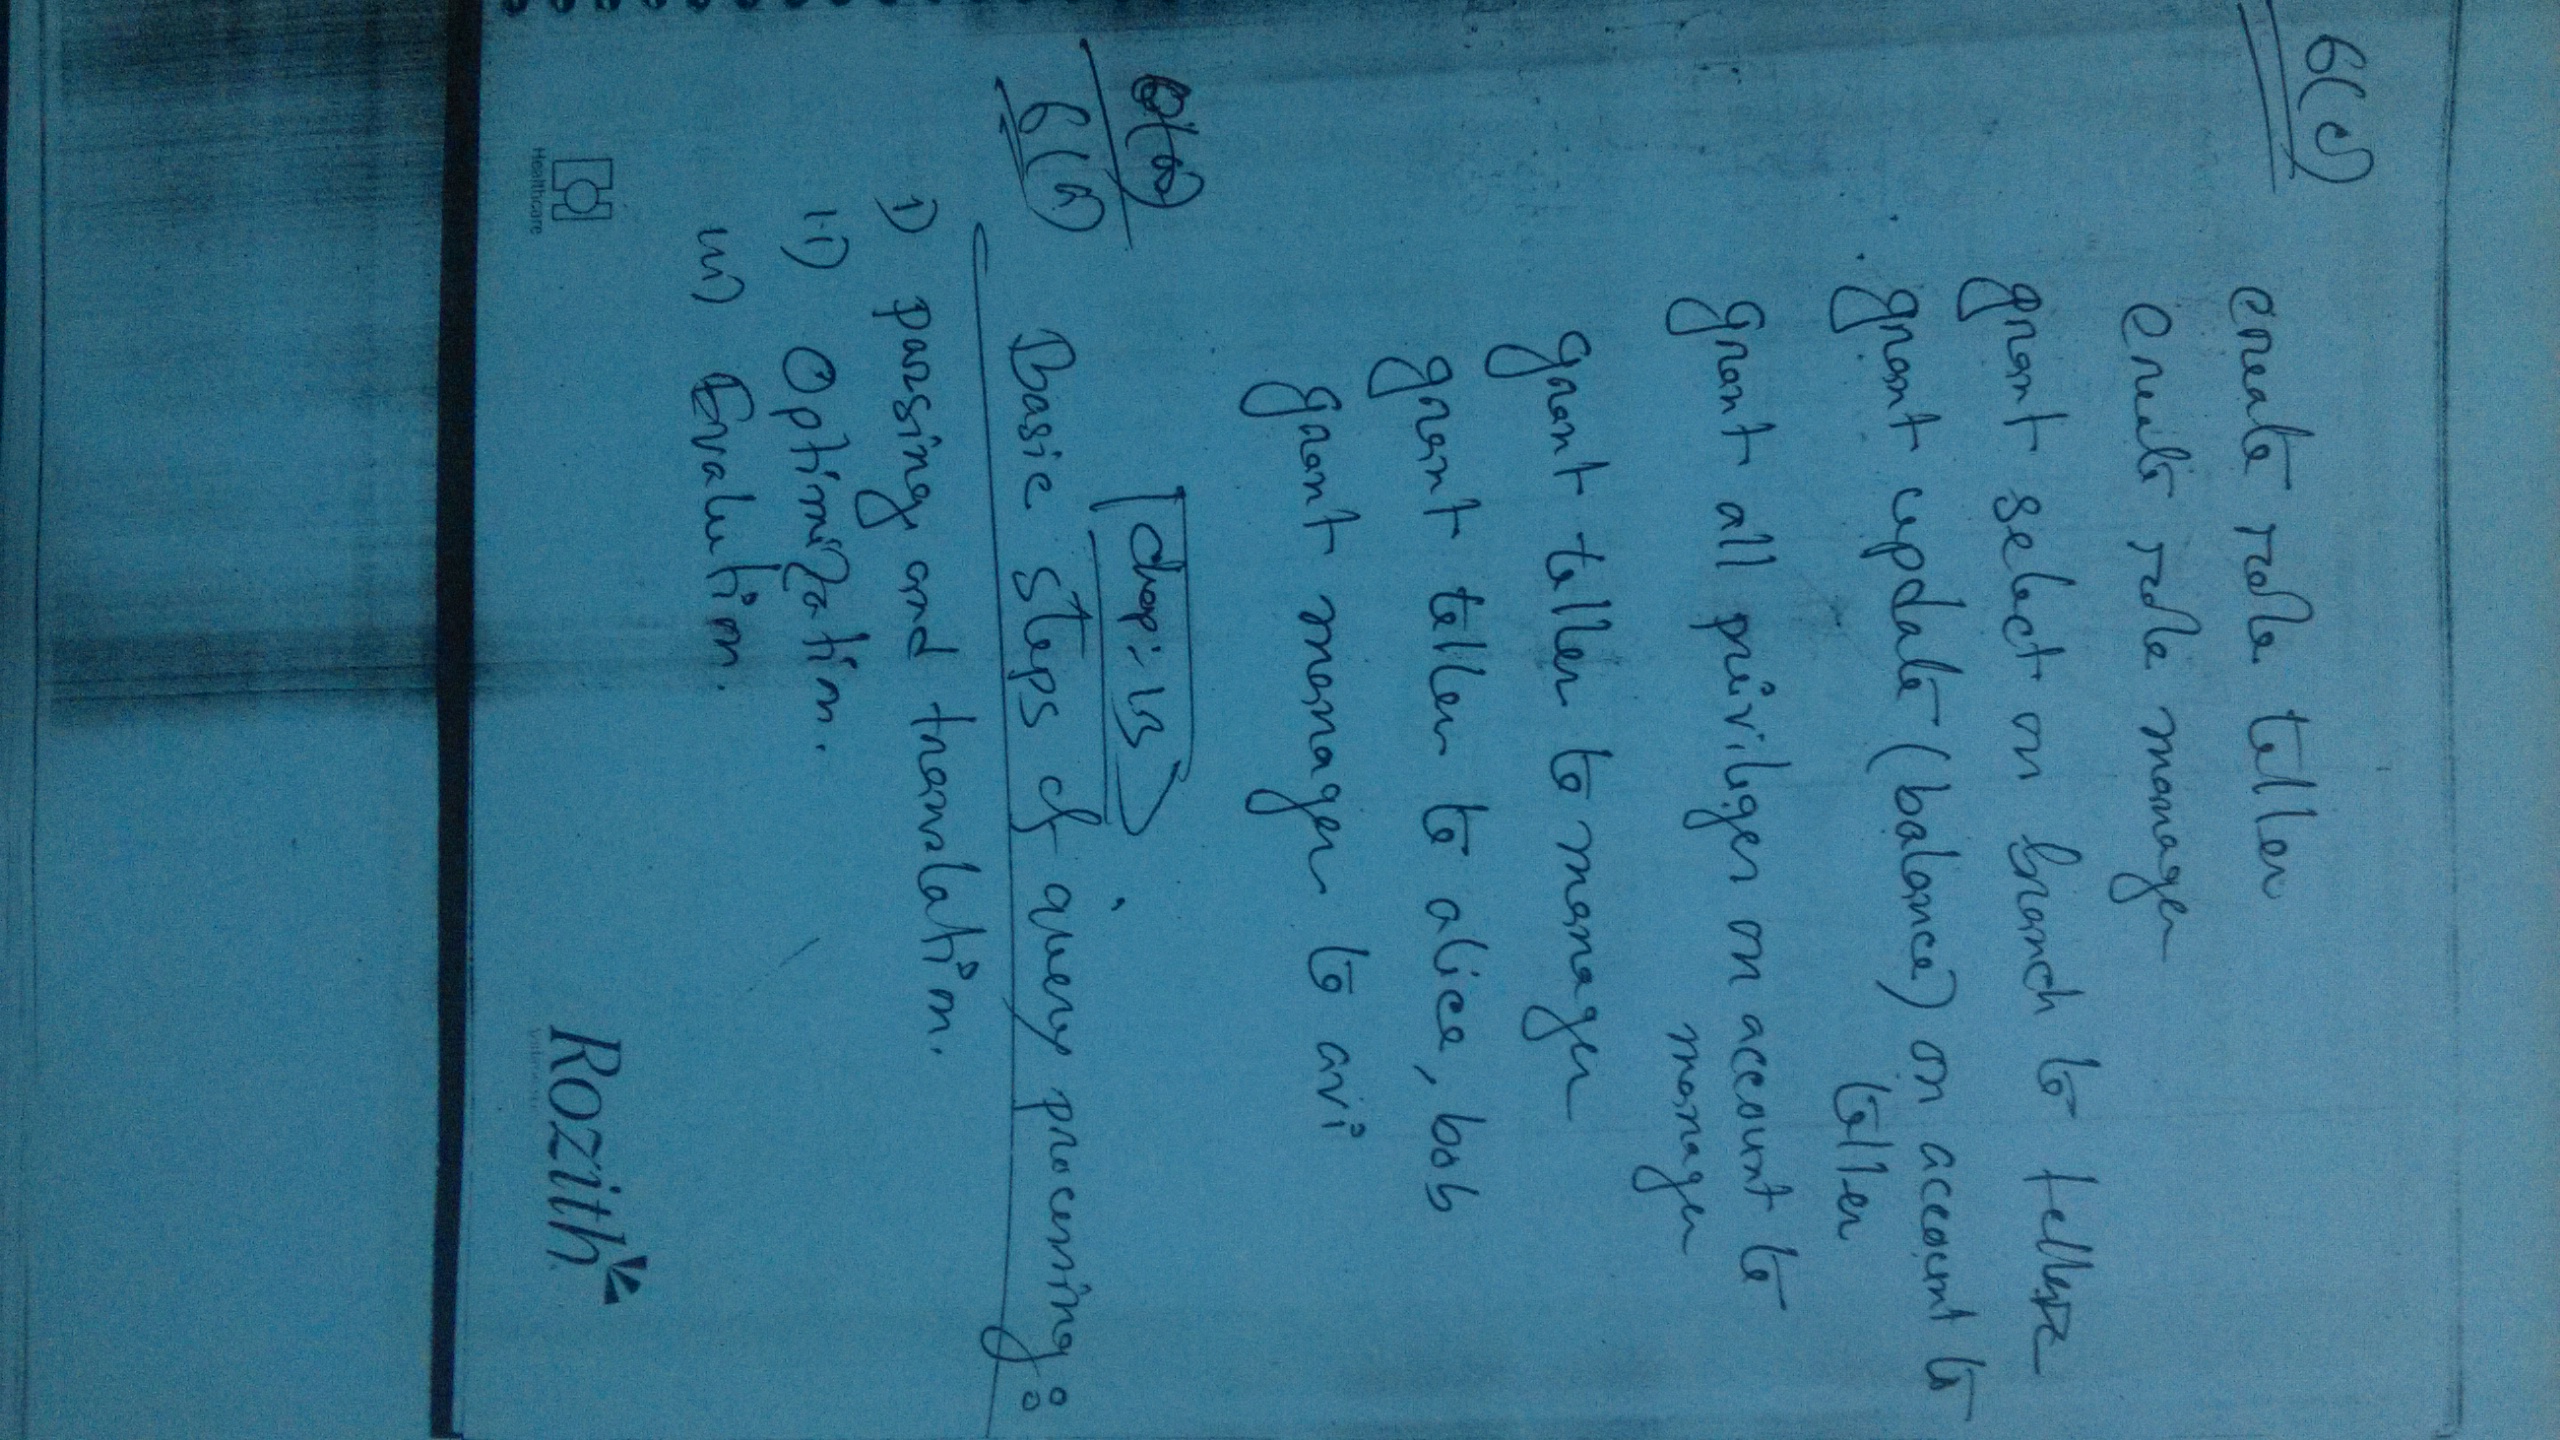 6(c)
create role teller
create role manager
grant select on branch to teller
grant update (balance) on account to
teller
grant all privileges on account to
manager
grant teller to manager
grant teller to alice, bob
grant manager to avi
chap: 13
6(a)
Basic steps of query processing:
i) parsing and translation.
ii) Optimization.
iii) Evalution.
Healthcare
Rozith